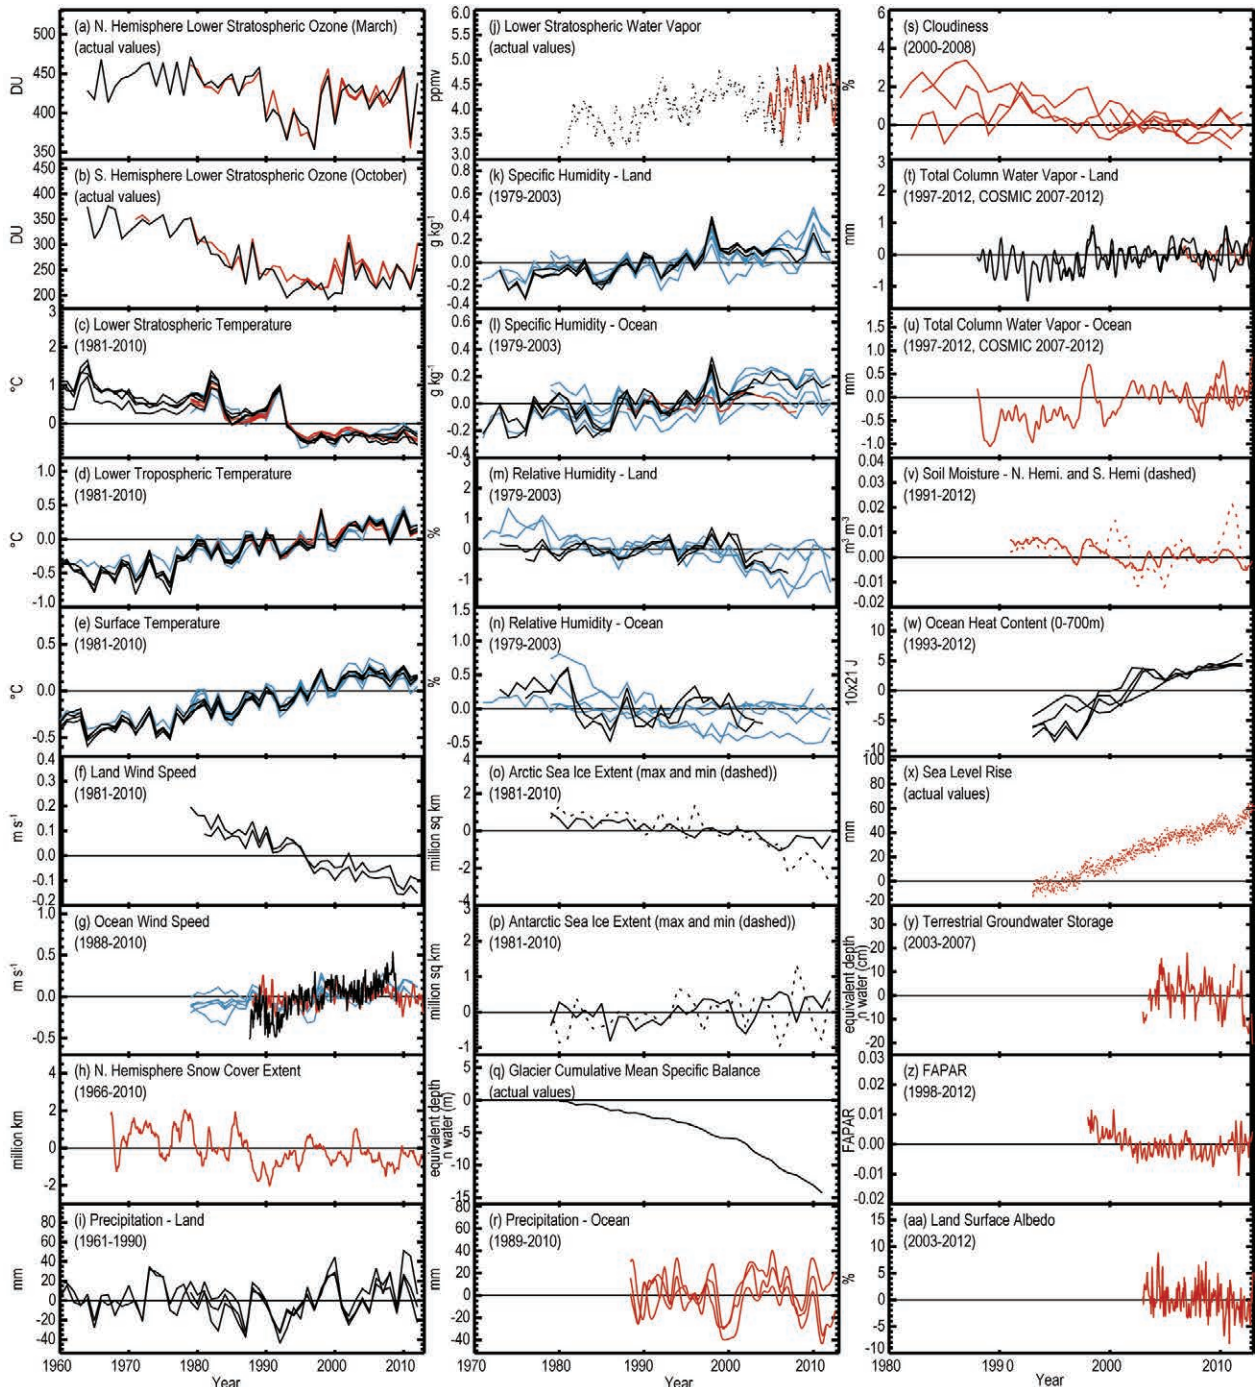 (a) N. Hemisphere Lower Stratospheric Ozone (March)
(actual values)
DU
500
450
400
350
(b) S. Hemisphere Lower Stratospheric Ozone (October)
(actual values)
DU
450
400
350
300
250
200
(c) Lower Stratospheric Temperature
(1981-2010)
°C
3
2
1
0
(d) Lower Tropospheric Temperature
(1981-2010)
°C
1.0
0.5
0.0
-0.5
-1.0
(e) Surface Temperature
(1981-2010)
°C
0.5
0.0
-0.5
(f) Land Wind Speed
(1981-2010)
m s-1
0.4
0.3
0.2
0.1
0.0
-0.1
-0.2
(g) Ocean Wind Speed
(1988-2010)
m s-1
1.0
0.5
0.0
-0.5
(h) N. Hemisphere Snow Cover Extent
(1966-2010)
million km
4
2
0
-2
(i) Precipitation - Land
(1961-1990)
mm
80
60
40
20
0
-20
-40
1960 1970 1980 1990 2000 2010
Year
(j) Lower Stratospheric Water Vapor
(actual values)
ppmv
6.0
5.5
5.0
4.5
4.0
3.5
3.0
(k) Specific Humidity - Land
(1979-2003)
g kg-1
0.6
0.4
0.2
0.0
-0.2
-0.4
(l) Specific Humidity - Ocean
(1979-2003)
g kg-1
0.6
0.4
0.2
0.0
-0.2
-0.4
(m) Relative Humidity - Land
(1979-2003)
%
3
2
1
0
-1
(n) Relative Humidity - Ocean
(1979-2003)
%
1.5
1.0
0.5
0.0
-0.5
(o) Arctic Sea Ice Extent (max and min (dashed))
(1981-2010)
million sq km
4
2
0
-2
-4
(p) Antarctic Sea Ice Extent (max and min (dashed))
(1981-2010)
million sq km
3
2
1
0
-1
(q) Glacier Cumulative Mean Specific Balance
(actual values)
equivalent depth
n water (m)
0
-5
-10
-15
(r) Precipitation - Ocean
(1989-2010)
mm
80
60
40
20
0
-20
-40
1970 1980 1990 2000 2010
Year
(s) Cloudiness
(2000-2008)
%
6
4
2
0
(t) Total Column Water Vapor - Land
(1997-2012, COSMIC 2007-2012)
mm
3
2
1
0
-1
(u) Total Column Water Vapor - Ocean
(1997-2012, COSMIC 2007-2012)
mm
1.5
1.0
0.5
0.0
-0.5
-1.0
(v) Soil Moisture - N. Hemi. and S. Hemi (dashed)
(1991-2012)
m3 m-3
0.04
0.03
0.02
0.01
0.00
-0.01
-0.02
(w) Ocean Heat Content (0-700m)
(1993-2012)
10x21 J
10
5
0
-5
-10
(x) Sea Level Rise
(actual values)
mm
100
80
60
40
20
0
-20
(y) Terrestrial Groundwater Storage
(2003-2007)
equivalent depth
n water (cm)
30
20
10
0
-10
-20
(z) FAPAR
(1998-2012)
FAPAR
0.03
0.02
0.01
0.00
-0.01
-0.02
(aa) Land Surface Albedo
(2003-2012)
%
15
10
5
0
-5
-10
1980 1990 2000 2010
Year